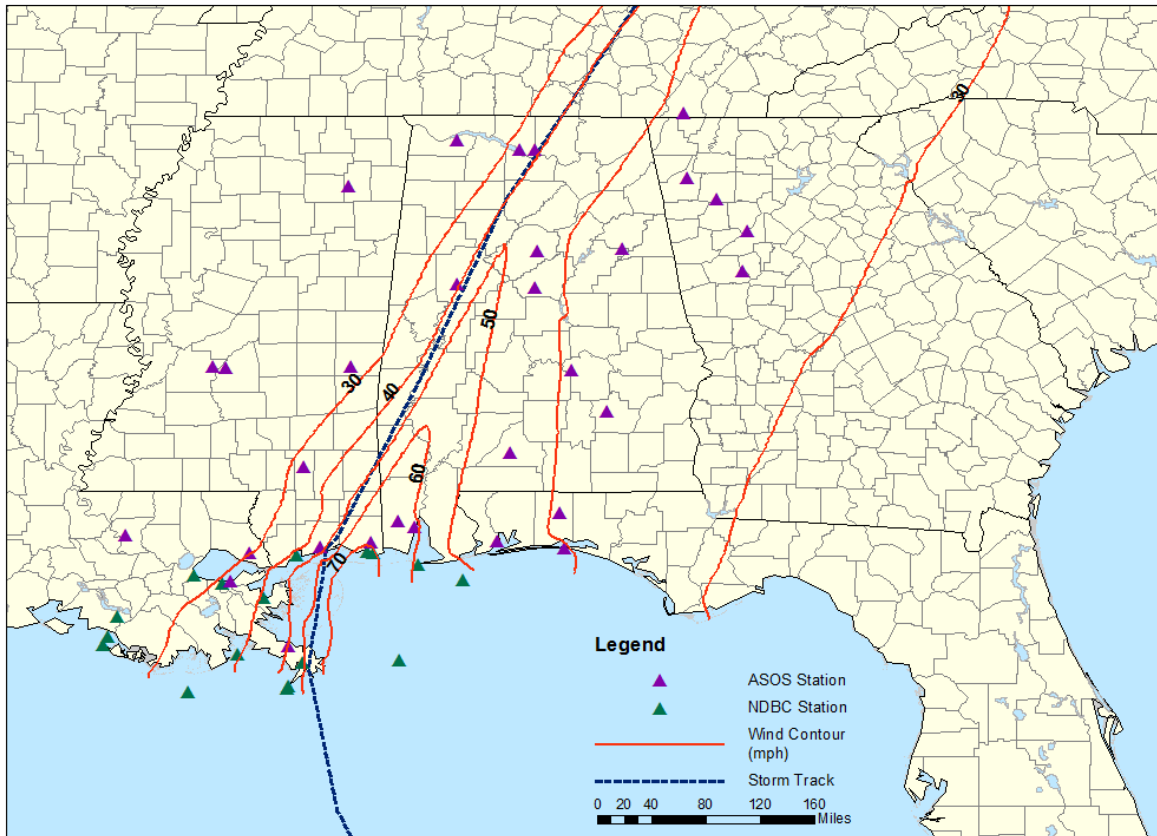 30
30
40
50
60
70
Legend
ASOS Station
NDBC Station
Wind Contour
(mph)
Storm Track
0 10 20 40 80 120 160
Miles